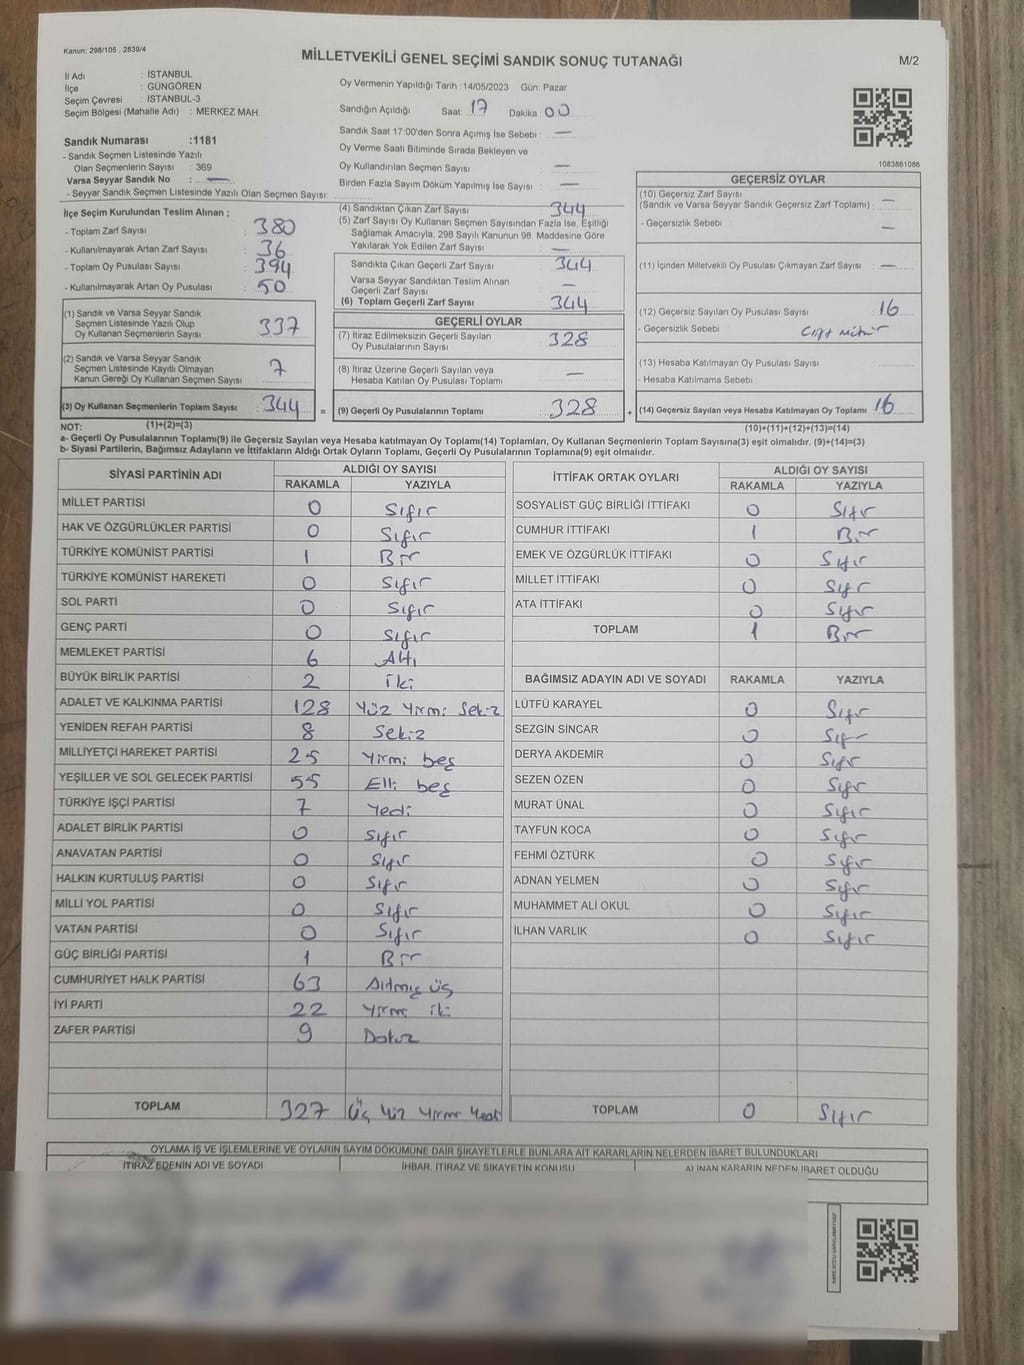 Kanun: 298/105 , 2839/4
MİLLETVEKİLİ GENEL SEÇİMİ SANDIK SONUÇ TUTANAĞI
M/2
İl Adı : İSTANBUL
İlçe : GÜNGÖREN
Seçim Çevresi : İSTANBUL-3
Seçim Bölgesi (Mahalle Adı) : MERKEZ MAH.
Oy Vermenin Yapıldığı Tarih : 14/05/2023 Gün: Pazar
Sandığın Açıldığı Saat: 17 Dakika : 00
Sandık Saat 17:00'den Sonra Açımış İse Sebebi : —
Oy Verme Saati Bitiminde Sırada Bekleyen ve
Oy Kullandırılan Seçmen Sayısı : —
Birden Fazla Sayım Döküm Yapılmış İse Sayısı : —
1083861086
Sandık Numarası : 1181
- Sandık Seçmen Listesinde Yazılı
Olan Seçmenlerin Sayısı : 369
Varsa Seyyar Sandık No : —
- Seyyar Sandık Seçmen Listesinde Yazılı Olan Seçmen Sayısı:
İlçe Seçim Kurulundan Teslim Alınan ;
- Toplam Zarf Sayısı : 380
- Kullanılmayarak Artan Zarf Sayısı : 36
- Toplam Oy Pusulası Sayısı : 394
- Kullanılmayarak Artan Oy Pusulası : 50
(1) Sandık ve Varsa Seyyar Sandık
Seçmen Listesinde Yazılı Olup
Oy Kullanan Seçmenlerin Sayısı : 337
(2) Sandık ve Varsa Seyyar Sandık
Seçmen Listesinde Kayıtlı Olmayan
Kanun Gereği Oy Kullanan Seçmen Sayısı : 7
(3) Oy Kullanan Seçmenlerin Toplam Sayısı : 344 =
(1)+(2)=(3)
(4) Sandıktan Çıkan Zarf Sayısı : 344
(5) Zarf Sayısı Oy Kullanan Seçmen Sayısından Fazla İse, Eşitliği
Sağlamak Amacıyla, 298 Sayılı Kanunun 98 Maddesine Göre
Yakılarak Yok Edilen Zarf Sayısı : —
Sandıkta Çıkan Geçerli Zarf Sayısı : 344
Varsa Seyyar Sandıktan Teslim Alınan
Geçerli Zarf Sayısı : —
(6) Toplam Geçerli Zarf Sayısı : 344
GEÇERLİ OYLAR
(7) İtiraz Edilmeksizin Geçerli Sayılan
Oy Pusulalarının Sayısı : 328
(8) İtiraz Üzerine Geçerli Sayılan veya
Hesaba Katılan Oy Pusulası Toplamı : —
(9) Geçerli Oy Pusulalarının Toplamı : 328 +
GEÇERSİZ OYLAR
(10) Geçersiz Zarf Sayısı
(Sandık ve Varsa Seyyar Sandık Geçersiz Zarf Toplamı) : —
- Geçersizlik Sebebi : —
(11) İçinden Milletvekili Oy Pusulası Çıkmayan Zarf Sayısı : —
(12) Geçersiz Sayılan Oy Pusulası Sayısı : 16
- Geçersizlik Sebebi : Çift Mühür
(13) Hesaba Katılmayan Oy Pusulası Sayısı :
- Hesaba Katılmama Sebebi :
(14) Geçersiz Sayılan veya Hesaba Katılmayan Oy Toplamı : 16
(10)+(11)+(12)+(13)=(14)
NOT:
a- Geçerli Oy Pusulalarının Toplamı(9) ile Geçersiz Sayılan veya Hesaba katılmayan Oy Toplamı(14) Toplamları, Oy Kullanan Seçmenlerin Toplam Sayısına(3) eşit olmalıdır. (9)+(14)=(3)
b- Siyasi Partilerin, Bağımsız Adayların ve İttifakların Aldığı Ortak Oyların Toplamı, Geçerli Oy Pusulalarının Toplamına(9) eşit olmalıdır.
SİYASİ PARTİNİN ADI ALDIĞI OY SAYISI
RAKAMLA YAZIYLA
MİLLET PARTİSİ 0 Sıfır
HAK VE ÖZGÜRLÜKLER PARTİSİ 0 Sıfır
TÜRKİYE KOMÜNİST PARTİSİ 1 Bir
TÜRKİYE KOMÜNİST HAREKETİ 0 Sıfır
SOL PARTİ 0 Sıfır
GENÇ PARTİ 0 Sıfır
MEMLEKET PARTİSİ 6 Altı
BÜYÜK BİRLİK PARTİSİ 2 İki
ADALET VE KALKINMA PARTİSİ 128 Yüz Yirmi Sekiz
YENİDEN REFAH PARTİSİ 8 Sekiz
MİLLİYETÇİ HAREKET PARTİSİ 25 Yirmi beş
YEŞİLLER VE SOL GELECEK PARTİSİ 55 Elli beş
TÜRKİYE İŞÇİ PARTİSİ 7 Yedi
ADALET BİRLİK PARTİSİ 0 Sıfır
ANAVATAN PARTİSİ 0 Sıfır
HALKIN KURTULUŞ PARTİSİ 0 Sıfır
MİLLİ YOL PARTİSİ 0 Sıfır
VATAN PARTİSİ 0 Sıfır
GÜÇ BİRLİĞİ PARTİSİ 1 Bir
CUMHURİYET HALK PARTİSİ 63 Altmış üç
İYİ PARTİ 22 Yirmi iki
ZAFER PARTİSİ 9 Dokuz
TOPLAM 327 Üç Yüz Yirmi Yedi
İTTİFAK ORTAK OYLARI ALDIĞI OY SAYISI
RAKAMLA YAZIYLA
SOSYALİST GÜÇ BİRLİĞİ İTTİFAKI 0 Sıfır
CUMHUR İTTİFAKI 1 Bir
EMEK VE ÖZGÜRLÜK İTTİFAKI 0 Sıfır
MİLLET İTTİFAKI 0 Sıfır
ATA İTTİFAKI 0 Sıfır
TOPLAM 1 Bir
BAĞIMSIZ ADAYIN ADI VE SOYADI RAKAMLA YAZIYLA
LÜTFÜ KARAYEL 0 Sıfır
SEZGİN SİNCAR 0 Sıfır
DERYA AKDEMİR 0 Sıfır
SEZEN ÖZEN 0 Sıfır
MURAT ÜNAL 0 Sıfır
TAYFUN KOCA 0 Sıfır
FEHMİ ÖZTÜRK 0 Sıfır
ADNAN YELMEN 0 Sıfır
MUHAMMET ALİ OKUL 0 Sıfır
İLHAN VARLIK 0 Sıfır
TOPLAM 0 Sıfır
OYLAMA İŞ VE İŞLEMLERİNE VE OYLARIN SAYIM DÖKÜMÜNE DAİR ŞİKAYETLERLE BUNLARA AİT KARARLARIN NELERDEN İBARET BULUNDUKLARI
İTİRAZ EDENİN ADI VE SOYADI İHBAR, İTİRAZ VE ŞİKAYETİN KONUSU ALINAN KARARIN NEDEN İBARET OLDUĞU